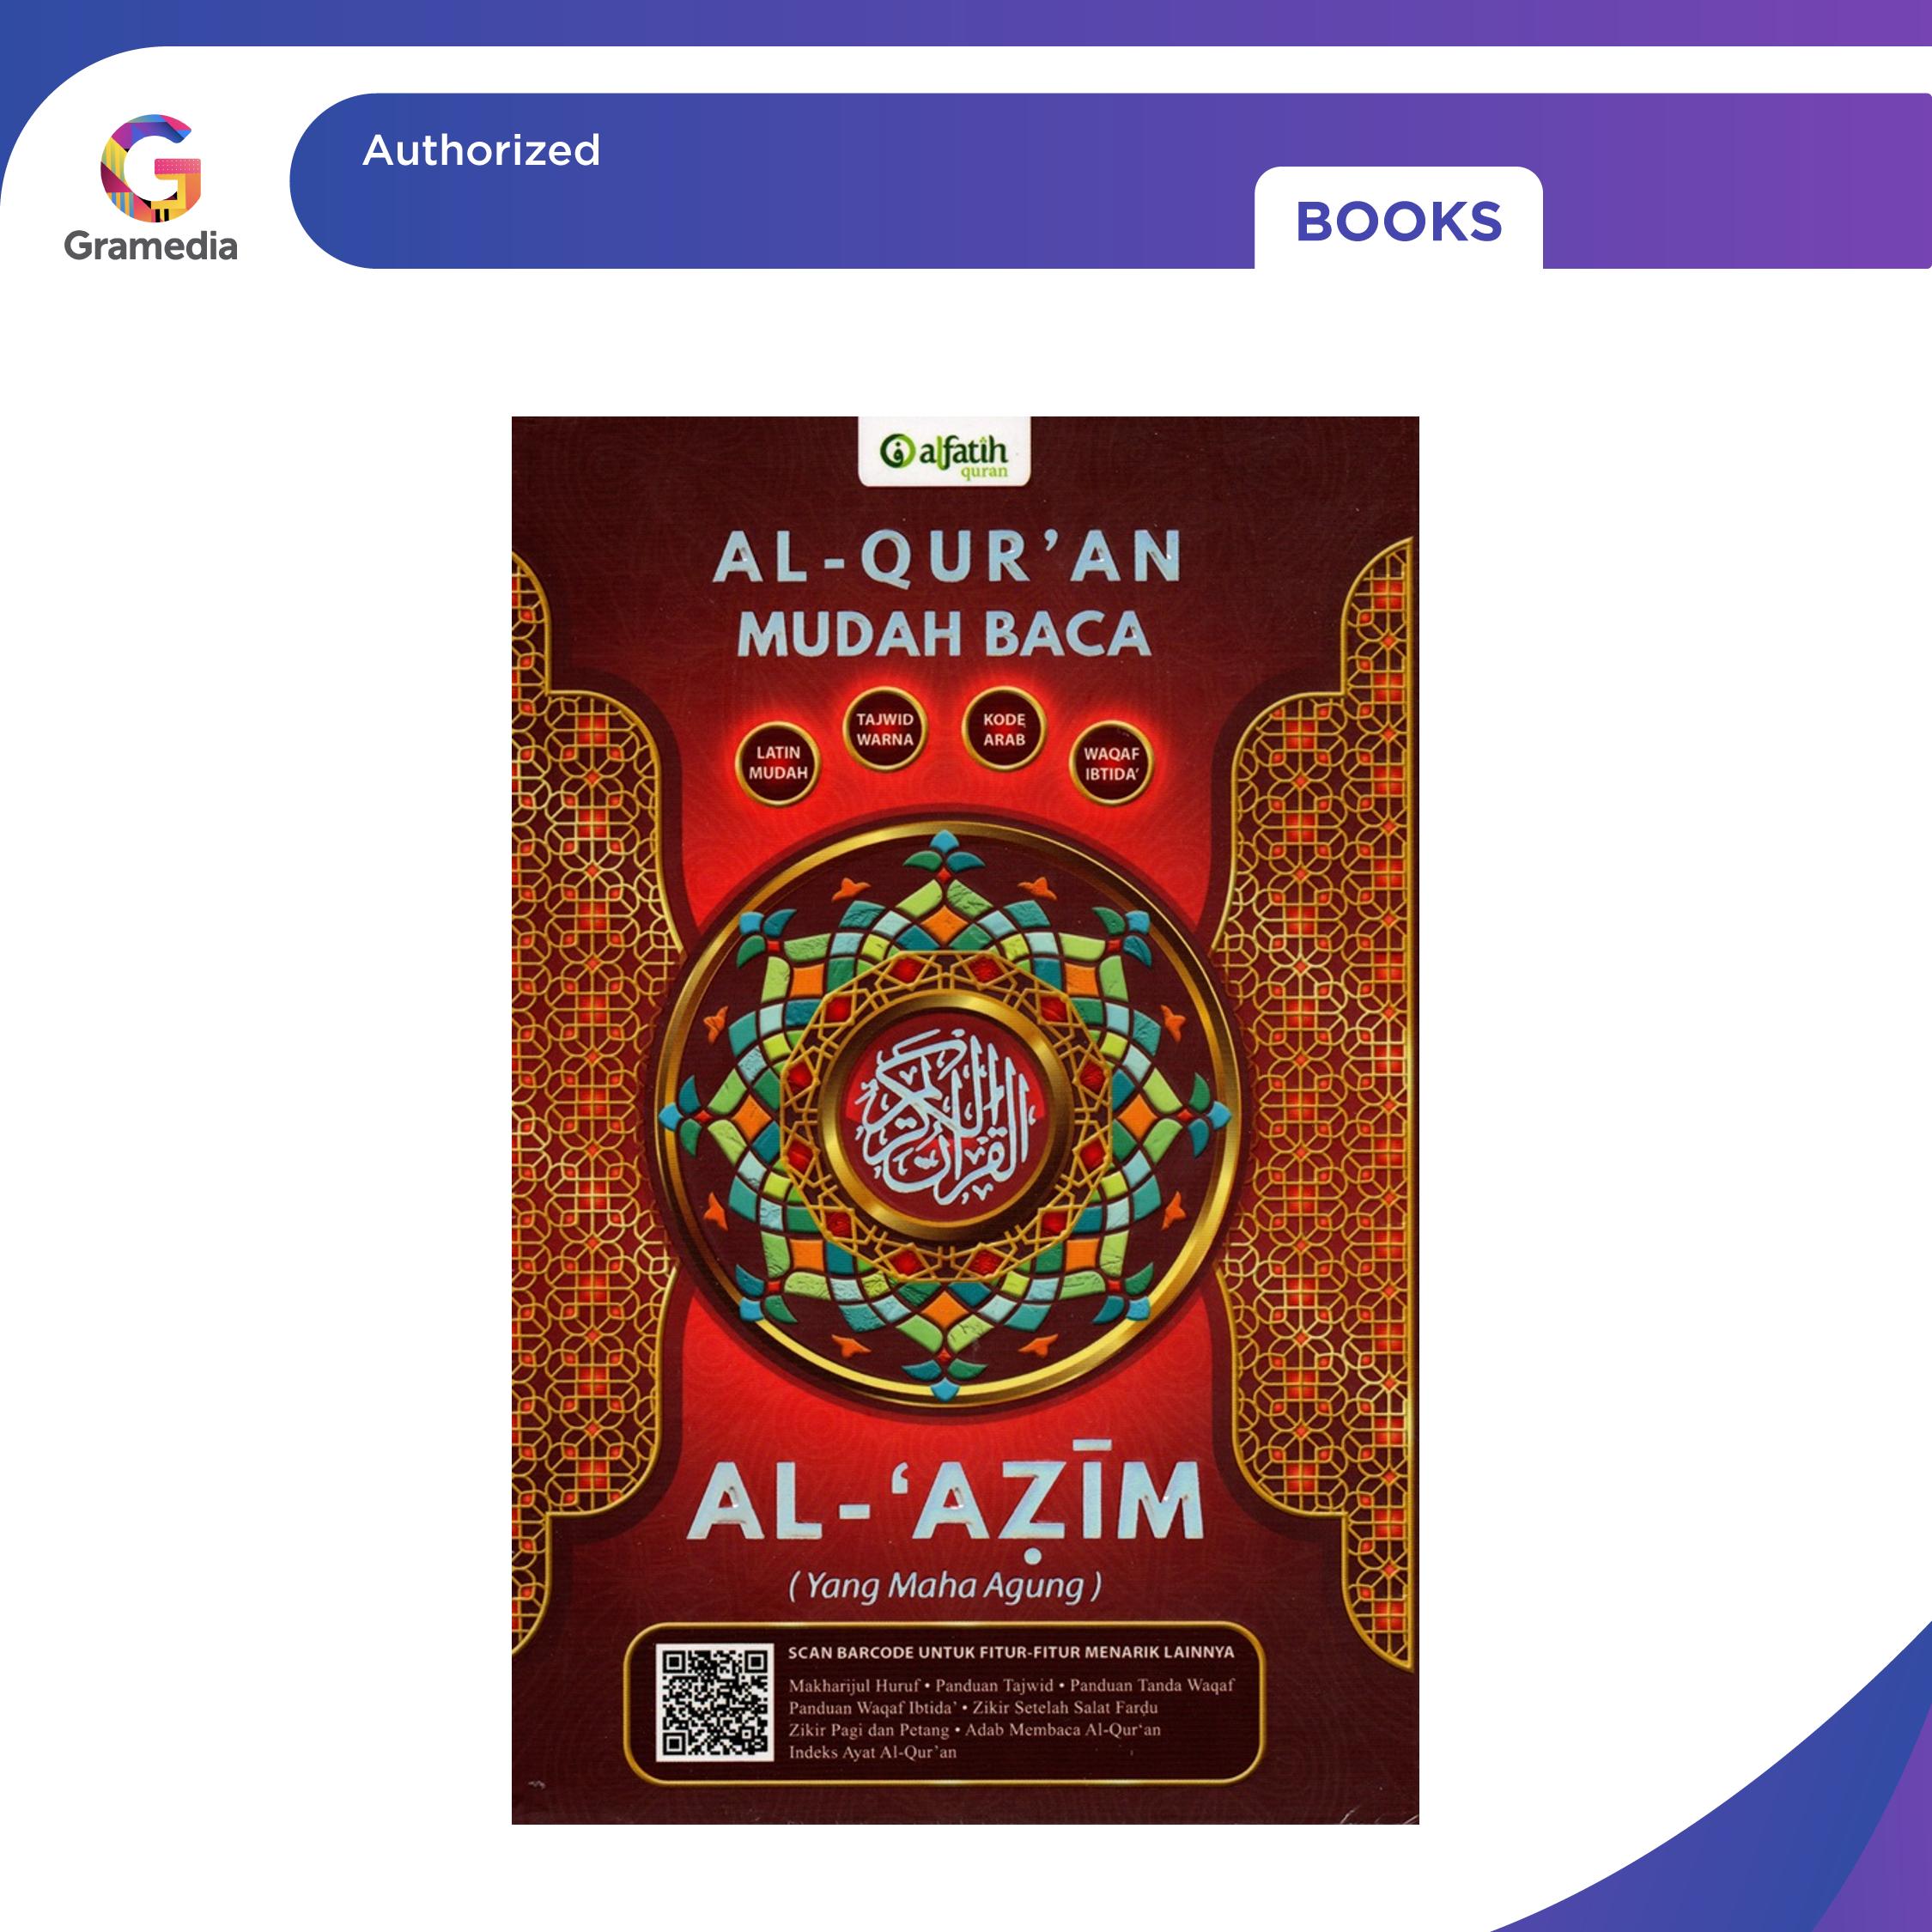 Gramedia
Authorized
BOOKS
alfatih
quran
AL-QUR’AN
MUDAH BACA
LATIN
MUDAH
TAJWID
WARNA
KODE
ARAB
WAQAF
IBTIDA’
القرآن الكريم
AL-‘AẒĪM
(Yang Maha Agung)
SCAN BARCODE UNTUK FITUR-FITUR MENARIK LAINNYA
Makharijul Huruf • Panduan Tajwid • Panduan Tanda Waqaf
Panduan Waqaf Ibtida’ • Zikir Setelah Salat Farḍu
Zikir Pagi dan Petang • Adab Membaca Al-Qur‘an
Indeks Ayat Al-Qur’an